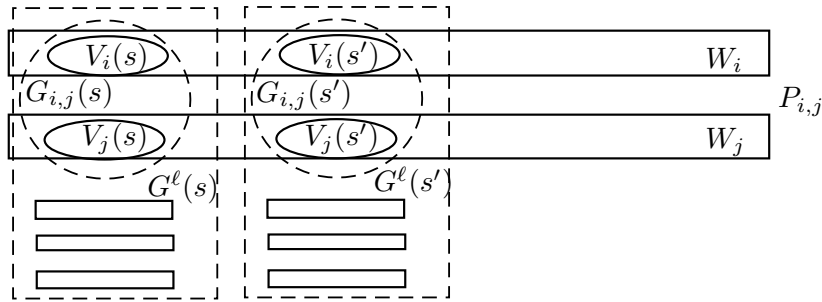 V_i(s) V_i(s′) W_i
G_{i,j}(s) G_{i,j}(s′) P_{i,j}
V_j(s) V_j(s′) W_j
G^ℓ(s) G^ℓ(s′)